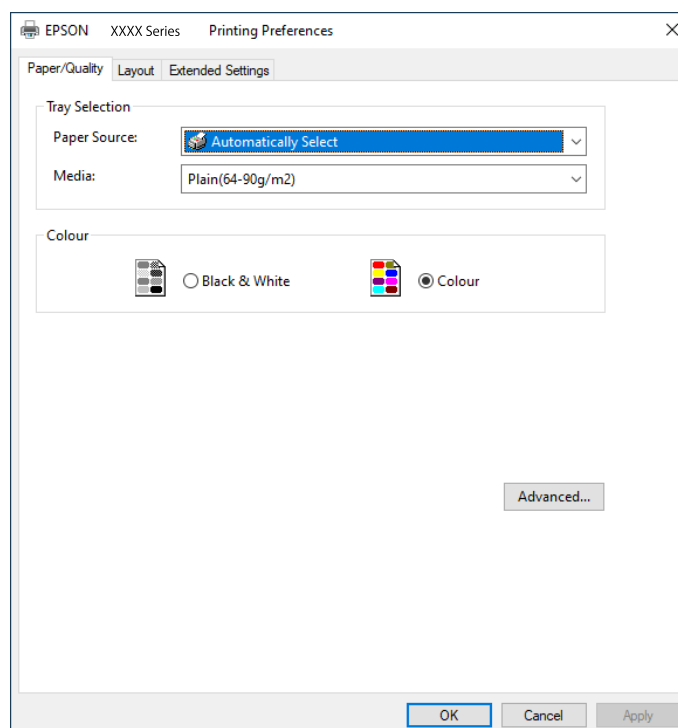 EPSON XXXX Series Printing Preferences
Paper/Quality Layout Extended Settings
Tray Selection
Paper Source: Automatically Select
Media: Plain(64-90g/m2)
Colour
Black & White Colour
Advanced...
OK Cancel Apply